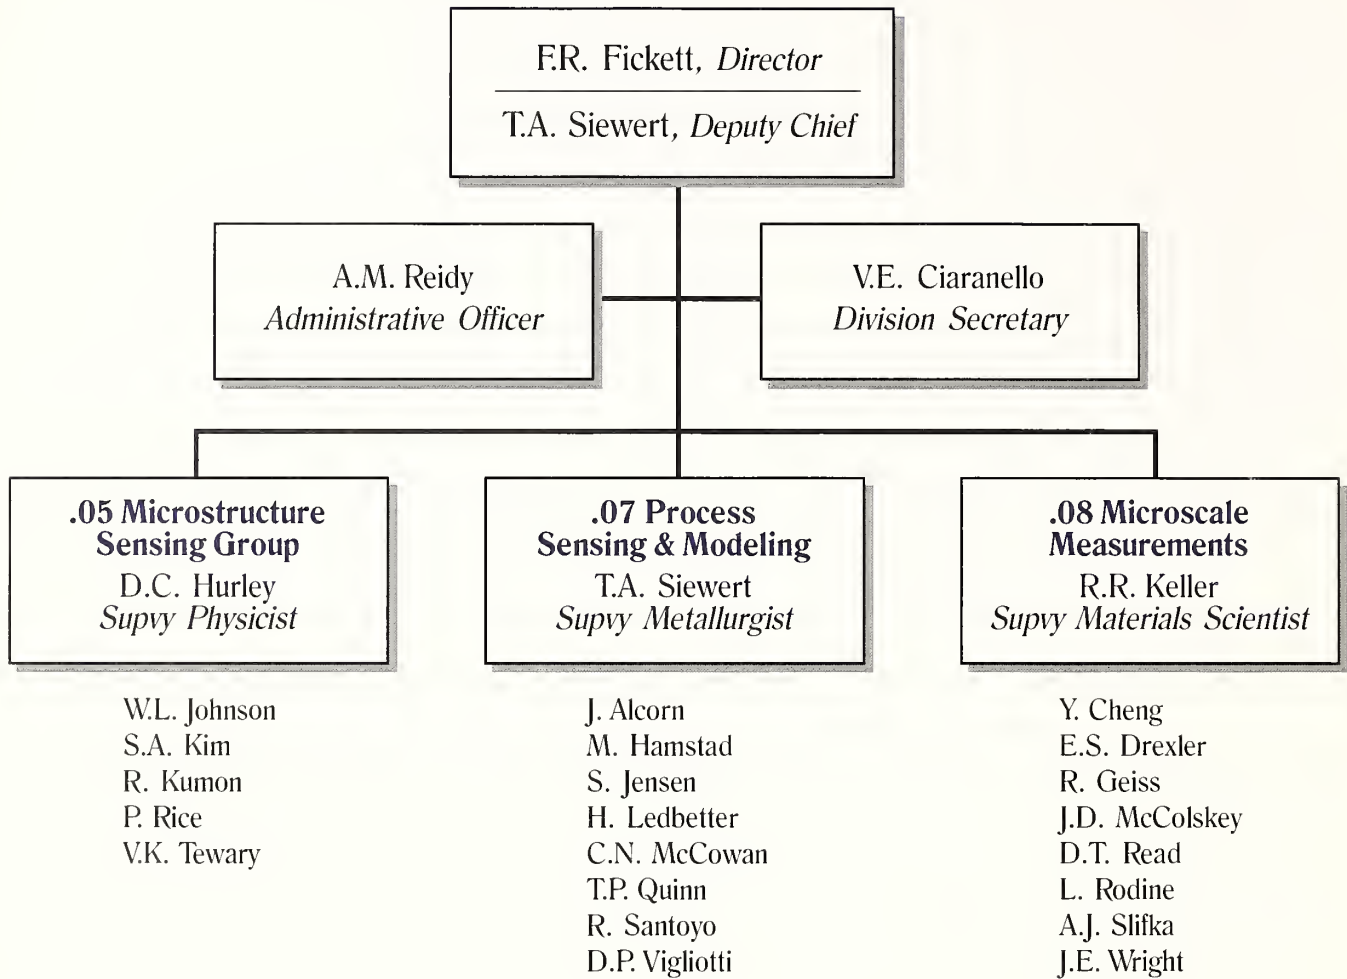 F.R. Fickett, Director
T.A. Siewert, Deputy Chief
A.M. Reidy
Administrative Officer
V.E. Ciaranello
Division Secretary
.05 Microstructure
Sensing Group
D.C. Hurley
Supvy Physicist
W.L. Johnson
S.A. Kim
R. Kumon
P. Rice
V.K. Tewary
.07 Process
Sensing & Modeling
T.A. Siewert
Supvy Metallurgist
J. Alcorn
M. Hamstad
S. Jensen
H. Ledbetter
C.N. McCowan
T.P. Quinn
R. Santoyo
D.P. Vigliotti
.08 Microscale
Measurements
R.R. Keller
Supvy Materials Scientist
Y. Cheng
E.S. Drexler
R. Geiss
J.D. McColskey
D.T. Read
L. Rodine
A.J. Slifka
J.E. Wright